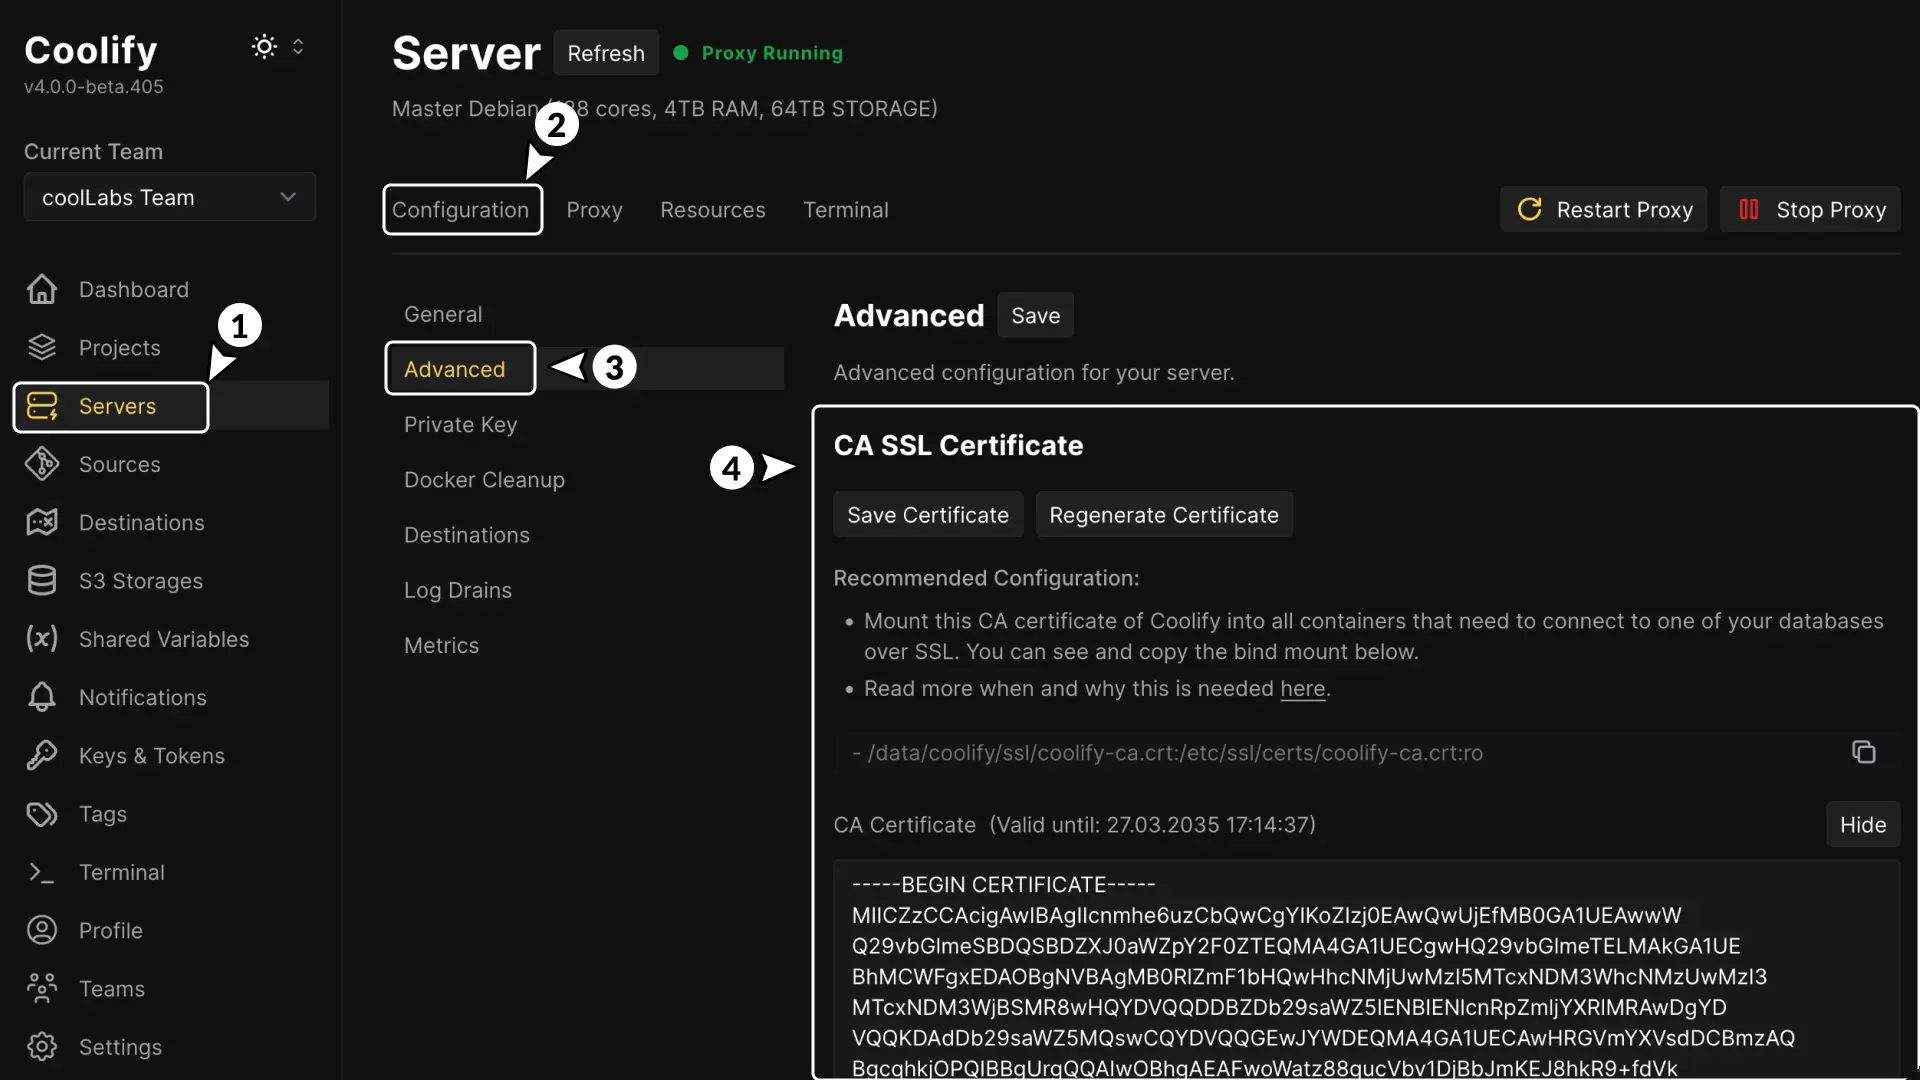 Coolify
v4.0.0-beta.405
Current Team
coolLabs Team
Dashboard
Projects
1
Servers
Sources
Destinations
S3 Storages
Shared Variables
Notifications
Keys & Tokens
Tags
Terminal
Profile
Teams
Settings
Server
Refresh
Proxy Running
Master Debian cores, 4TB RAM, 64TB STORAGE)
2
Configuration
Proxy
Resources
Terminal
Restart Proxy
Stop Proxy
General
Advanced
3
Private Key
Docker Cleanup
Destinations
Log Drains
Metrics
Advanced
Save
Advanced configuration for your server.
4
CA SSL Certificate
Save Certificate
Regenerate Certificate
Recommended Configuration:
• Mount this CA certificate of Coolify into all containers that need to connect to one of your databases
over SSL. You can see and copy the bind mount below.
• Read more when and why this is needed here.
- /data/coolify/ssl/coolify-ca.crt:/etc/ssl/certs/coolify-ca.crt:ro
CA Certificate (Valid until: 27.03.2035 17:14:37)
Hide
-----BEGIN CERTIFICATE-----
MIICZzCCAcigAwIBAgIIcnmhe6uzCbQwCgYIKoZIzj0EAwQwUjEfMB0GA1UEAwwW
Q29vbGlmeSBDQSBDZXJ0aWZpY2F0ZTEQMA4GA1UECgwHQ29vbGlmeTELMAkGA1UE
BhMCWFgxEDAOBgNVBAgMB0RlZmF1bHQwHhcNMjUwMzI5MTcxNDM3WhcNMzUwMzI3
MTcxNDM3WjBSMR8wHQYDVQQDDBZDb29saWZ5IENBIENlcnRpZmljYXRlMRAwDgYD
VQQKDAdDb29saWZ5MQswCQYDVQQGEwJYWDEQMA4GA1UECAwHRGVmYXVsdDCBmzAQ
BgcqhkjOPQIBBgUrgQQAIwOBhgAEAFwoWatz88qucVbv1DjBbJmKEJ8hkR9+fdVk